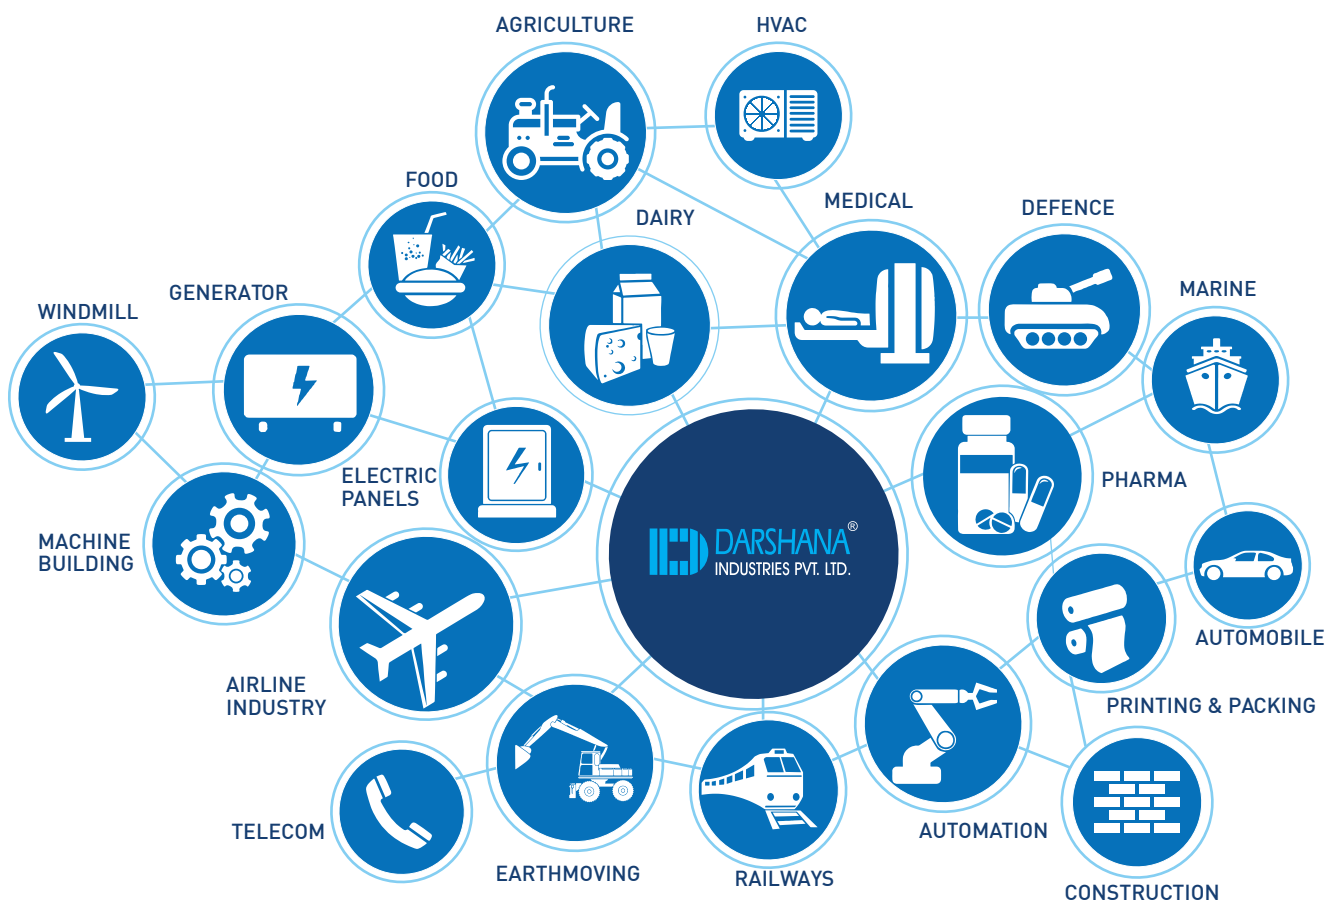 AGRICULTURE
HVAC
FOOD
DAIRY
MEDICAL
DEFENCE
GENERATOR
MARINE
WINDMILL
ELECTRIC
PANELS
PHARMA
DARSHANA®
INDUSTRIES PVT. LTD.
MACHINE
BUILDING
AUTOMOBILE
AIRLINE
INDUSTRY
PRINTING & PACKING
TELECOM
AUTOMATION
EARTHMOVING
RAILWAYS
CONSTRUCTION